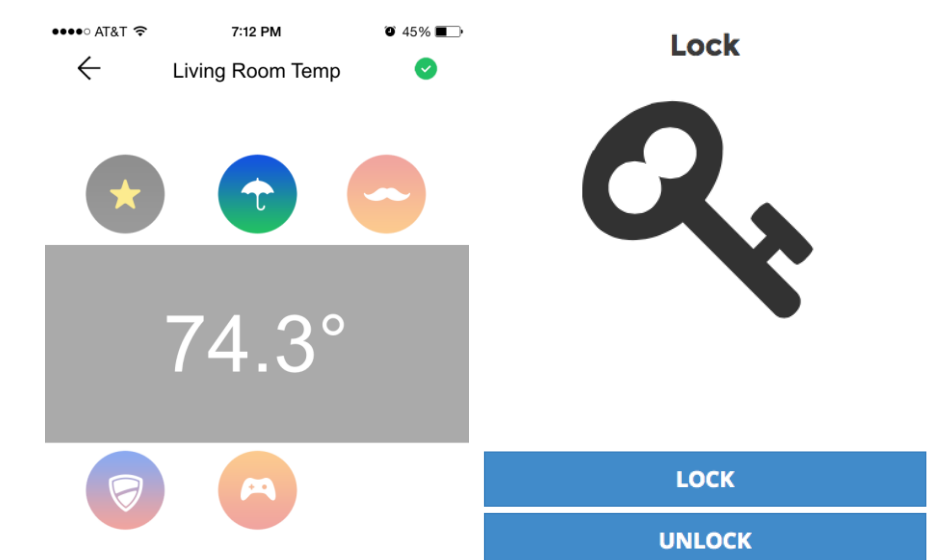 AT&T 7:12 PM 45%
Living Room Temp
74.3°
Lock
LOCK
UNLOCK